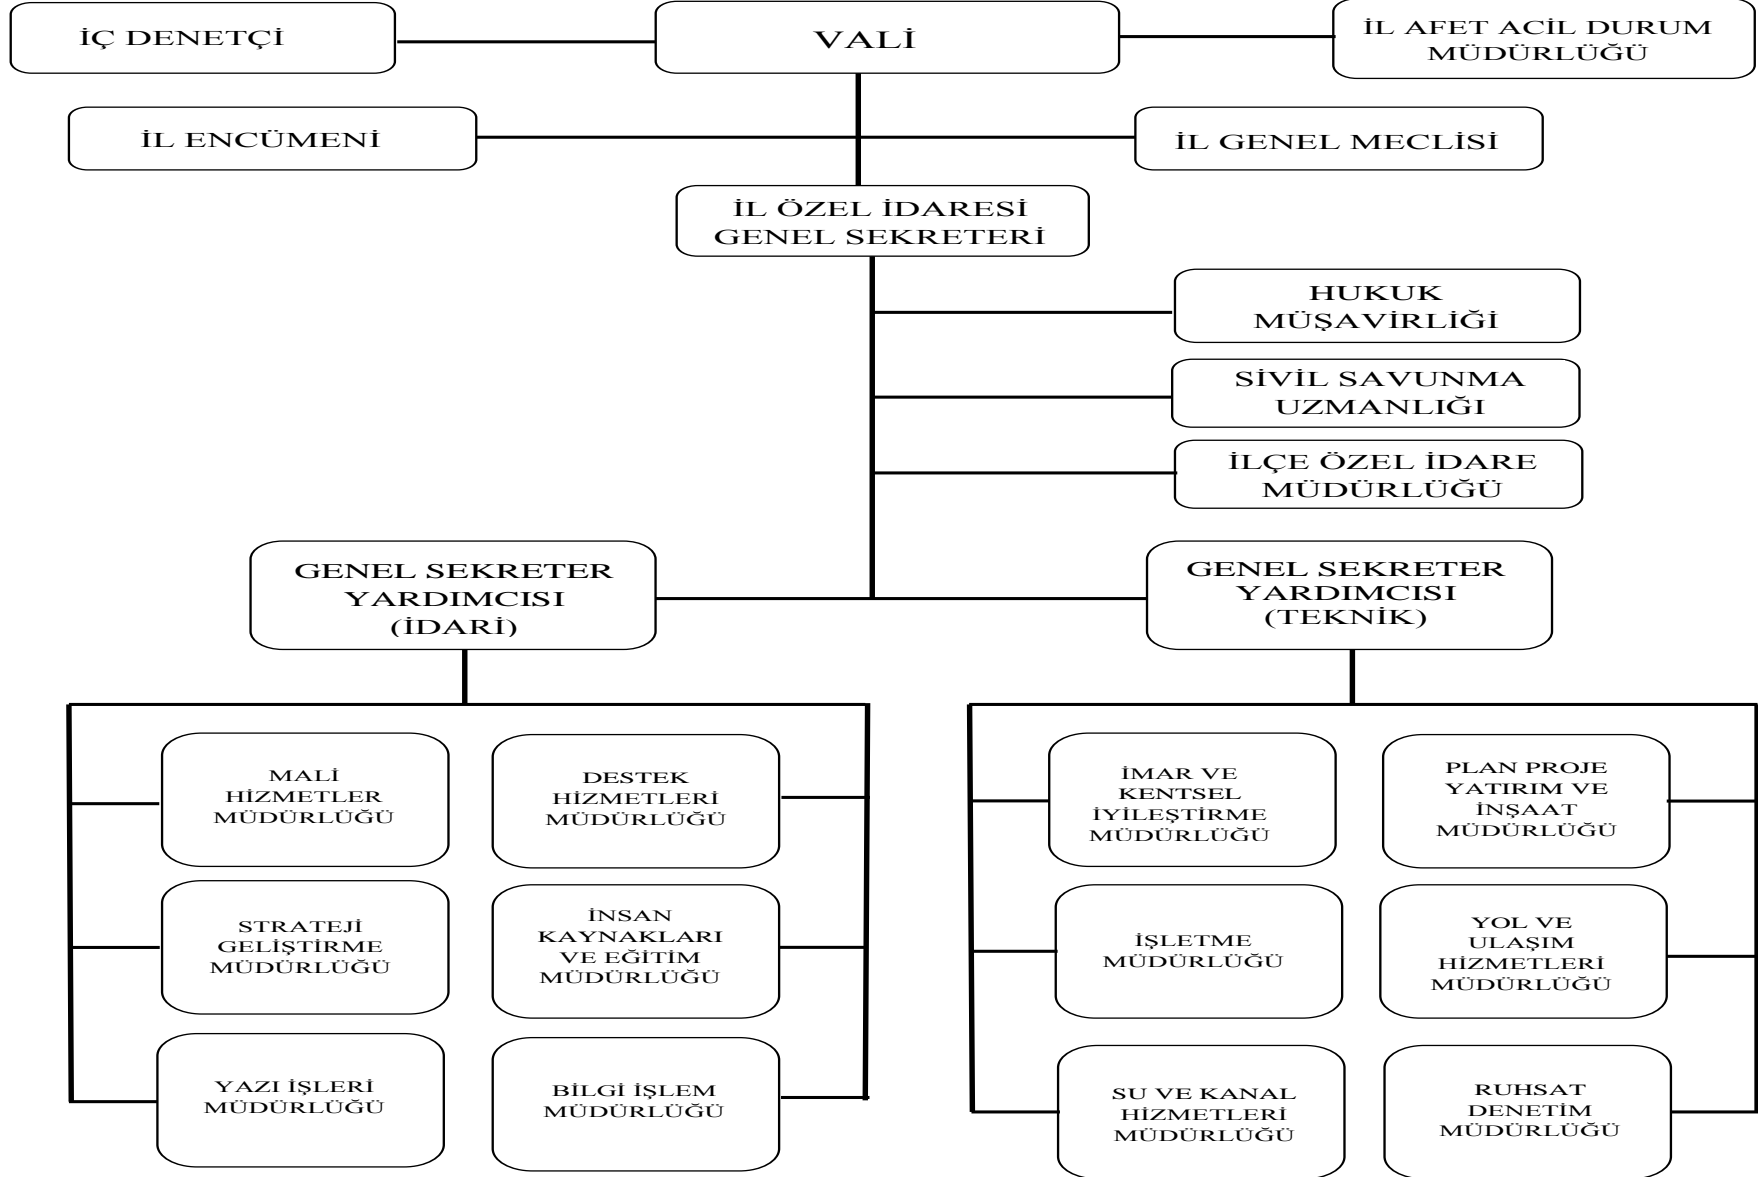 İÇ DENETÇİ
VALİ
İL AFET ACİL DURUM
MÜDÜRLÜĞÜ
İL ENCÜMENİ
İL GENEL MECLİSİ
İL ÖZEL İDARESİ
GENEL SEKRETERİ
HUKUK
MÜŞAVİRLİĞİ
SİVİL SAVUNMA
UZMANLIĞI
İLÇE ÖZEL İDARE
MÜDÜRLÜĞÜ
GENEL SEKRETER
YARDIMCISI
(İDARİ)
GENEL SEKRETER
YARDIMCISI
(TEKNİK)
MALİ
HİZMETLER
MÜDÜRLÜĞÜ
DESTEK
HİZMETLERİ
MÜDÜRLÜĞÜ
İMAR VE
KENTSEL
İYİLEŞTİRME
MÜDÜRLÜĞÜ
PLAN PROJE
YATIRIM VE
İNŞAAT
MÜDÜRLÜĞÜ
STRATEJİ
GELİŞTİRME
MÜDÜRLÜĞÜ
İNSAN
KAYNAKLARI
VE EĞİTİM
MÜDÜRLÜĞÜ
İŞLETME
MÜDÜRLÜĞÜ
YOL VE
ULAŞIM
HİZMETLERİ
MÜDÜRLÜĞÜ
YAZI İŞLERİ
MÜDÜRLÜĞÜ
BİLGİ İŞLEM
MÜDÜRLÜĞÜ
SU VE KANAL
HİZMETLERİ
MÜDÜRLÜĞÜ
RUHSAT
DENETİM
MÜDÜRLÜĞÜ